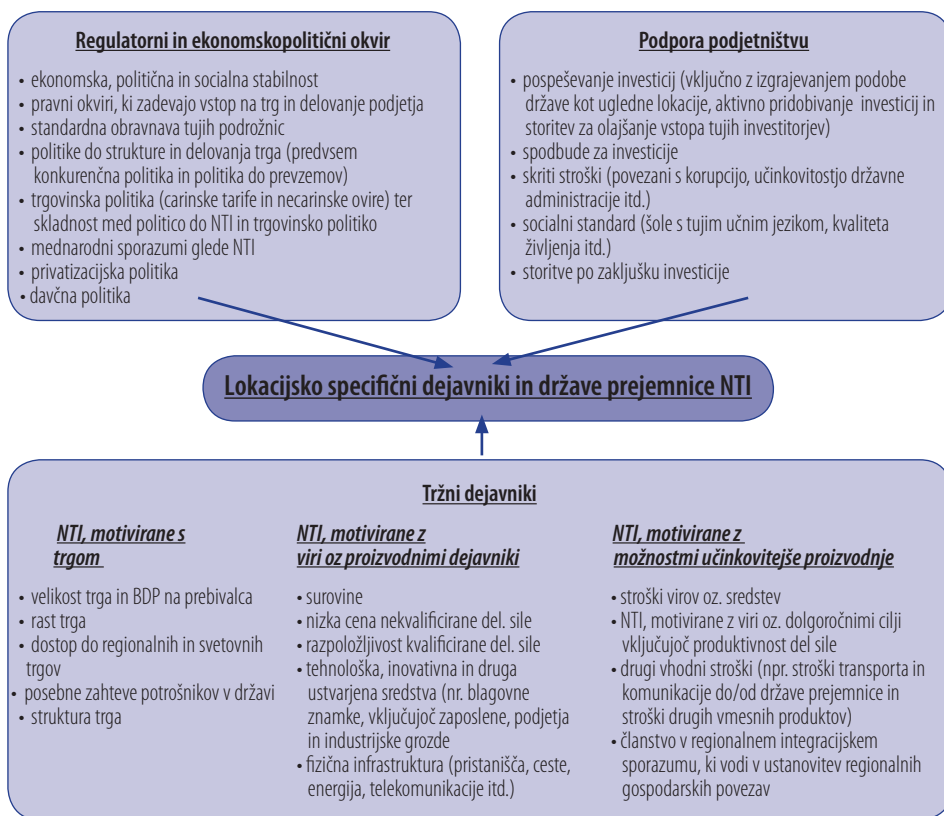 Regulatorni in ekonomskopolitični okvir
• ekonomska, politična in socialna stabilnost
• pravni okviri, ki zadevajo vstop na trg in delovanje podjetja
• standardna obravnava tujih podrožnic
• politike do strukture in delovanja trga (predvsem
konkurenčna politika in politika do prevzemov)
• trgovinska politika (carinske tarife in necarinske ovire) ter
skladnost med politico do NTI in trgovinsko politiko
• mednarodni sporazumi glede NTI
• privatizacijska politika
• davčna politika
Podpora podjetništvu
• pospeševanje investicij (vključno z izgrajevanjem podobe
države kot ugledne lokacije, aktivno pridobivanje investicij in
storitev za olajšanje vstopa tujih investitorjev)
• spodbude za investicije
• skriti stroški (povezani s korupcijo, učinkovitostjo državne
administracije itd.)
• socialni standard (šole s tujim učnim jezikom, kvaliteta
življenja itd.)
• storitve po zakljušku investicije
Lokacijsko specifični dejavniki in države prejemnice NTI
Tržni dejavniki
NTI, motivirane s
trgom
• velikost trga in BDP na prebivalca
• rast trga
• dostop do regionalnih in svetovnih
trgov
• posebne zahteve potrošnikov v državi
• struktura trga
NTI, motivirane z
viri oz proizvodnimi dejavniki
• surovine
• nizka cena nekvalificirane del. sile
• razpoložljivost kvalificirane del. sile
• tehnološka, inovativna in druga
ustvarjena sredstva (nr. blagovne
znamke, vključujoč zaposlene, podjetja
in industrijske grozde
• fizična infrastruktura (pristanišča, ceste,
energija, telekomunikacije itd.)
NTI, motivirane z
možnostmi učinkovitejše proizvodnje
• stroški virov oz. sredstev
• NTI, motivirane z viri oz. dolgoročnimi cilji
vključujoč produktivnost del sile
• drugi vhodni stroški (npr. stroški transporta in
komunikacije do/od države prejemnice in
stroški drugih vmesnih produktov)
• članstvo v regionalnem integracijskem
sporazumu, ki vodi v ustanovitev regionalnih
gospodarskih povezav